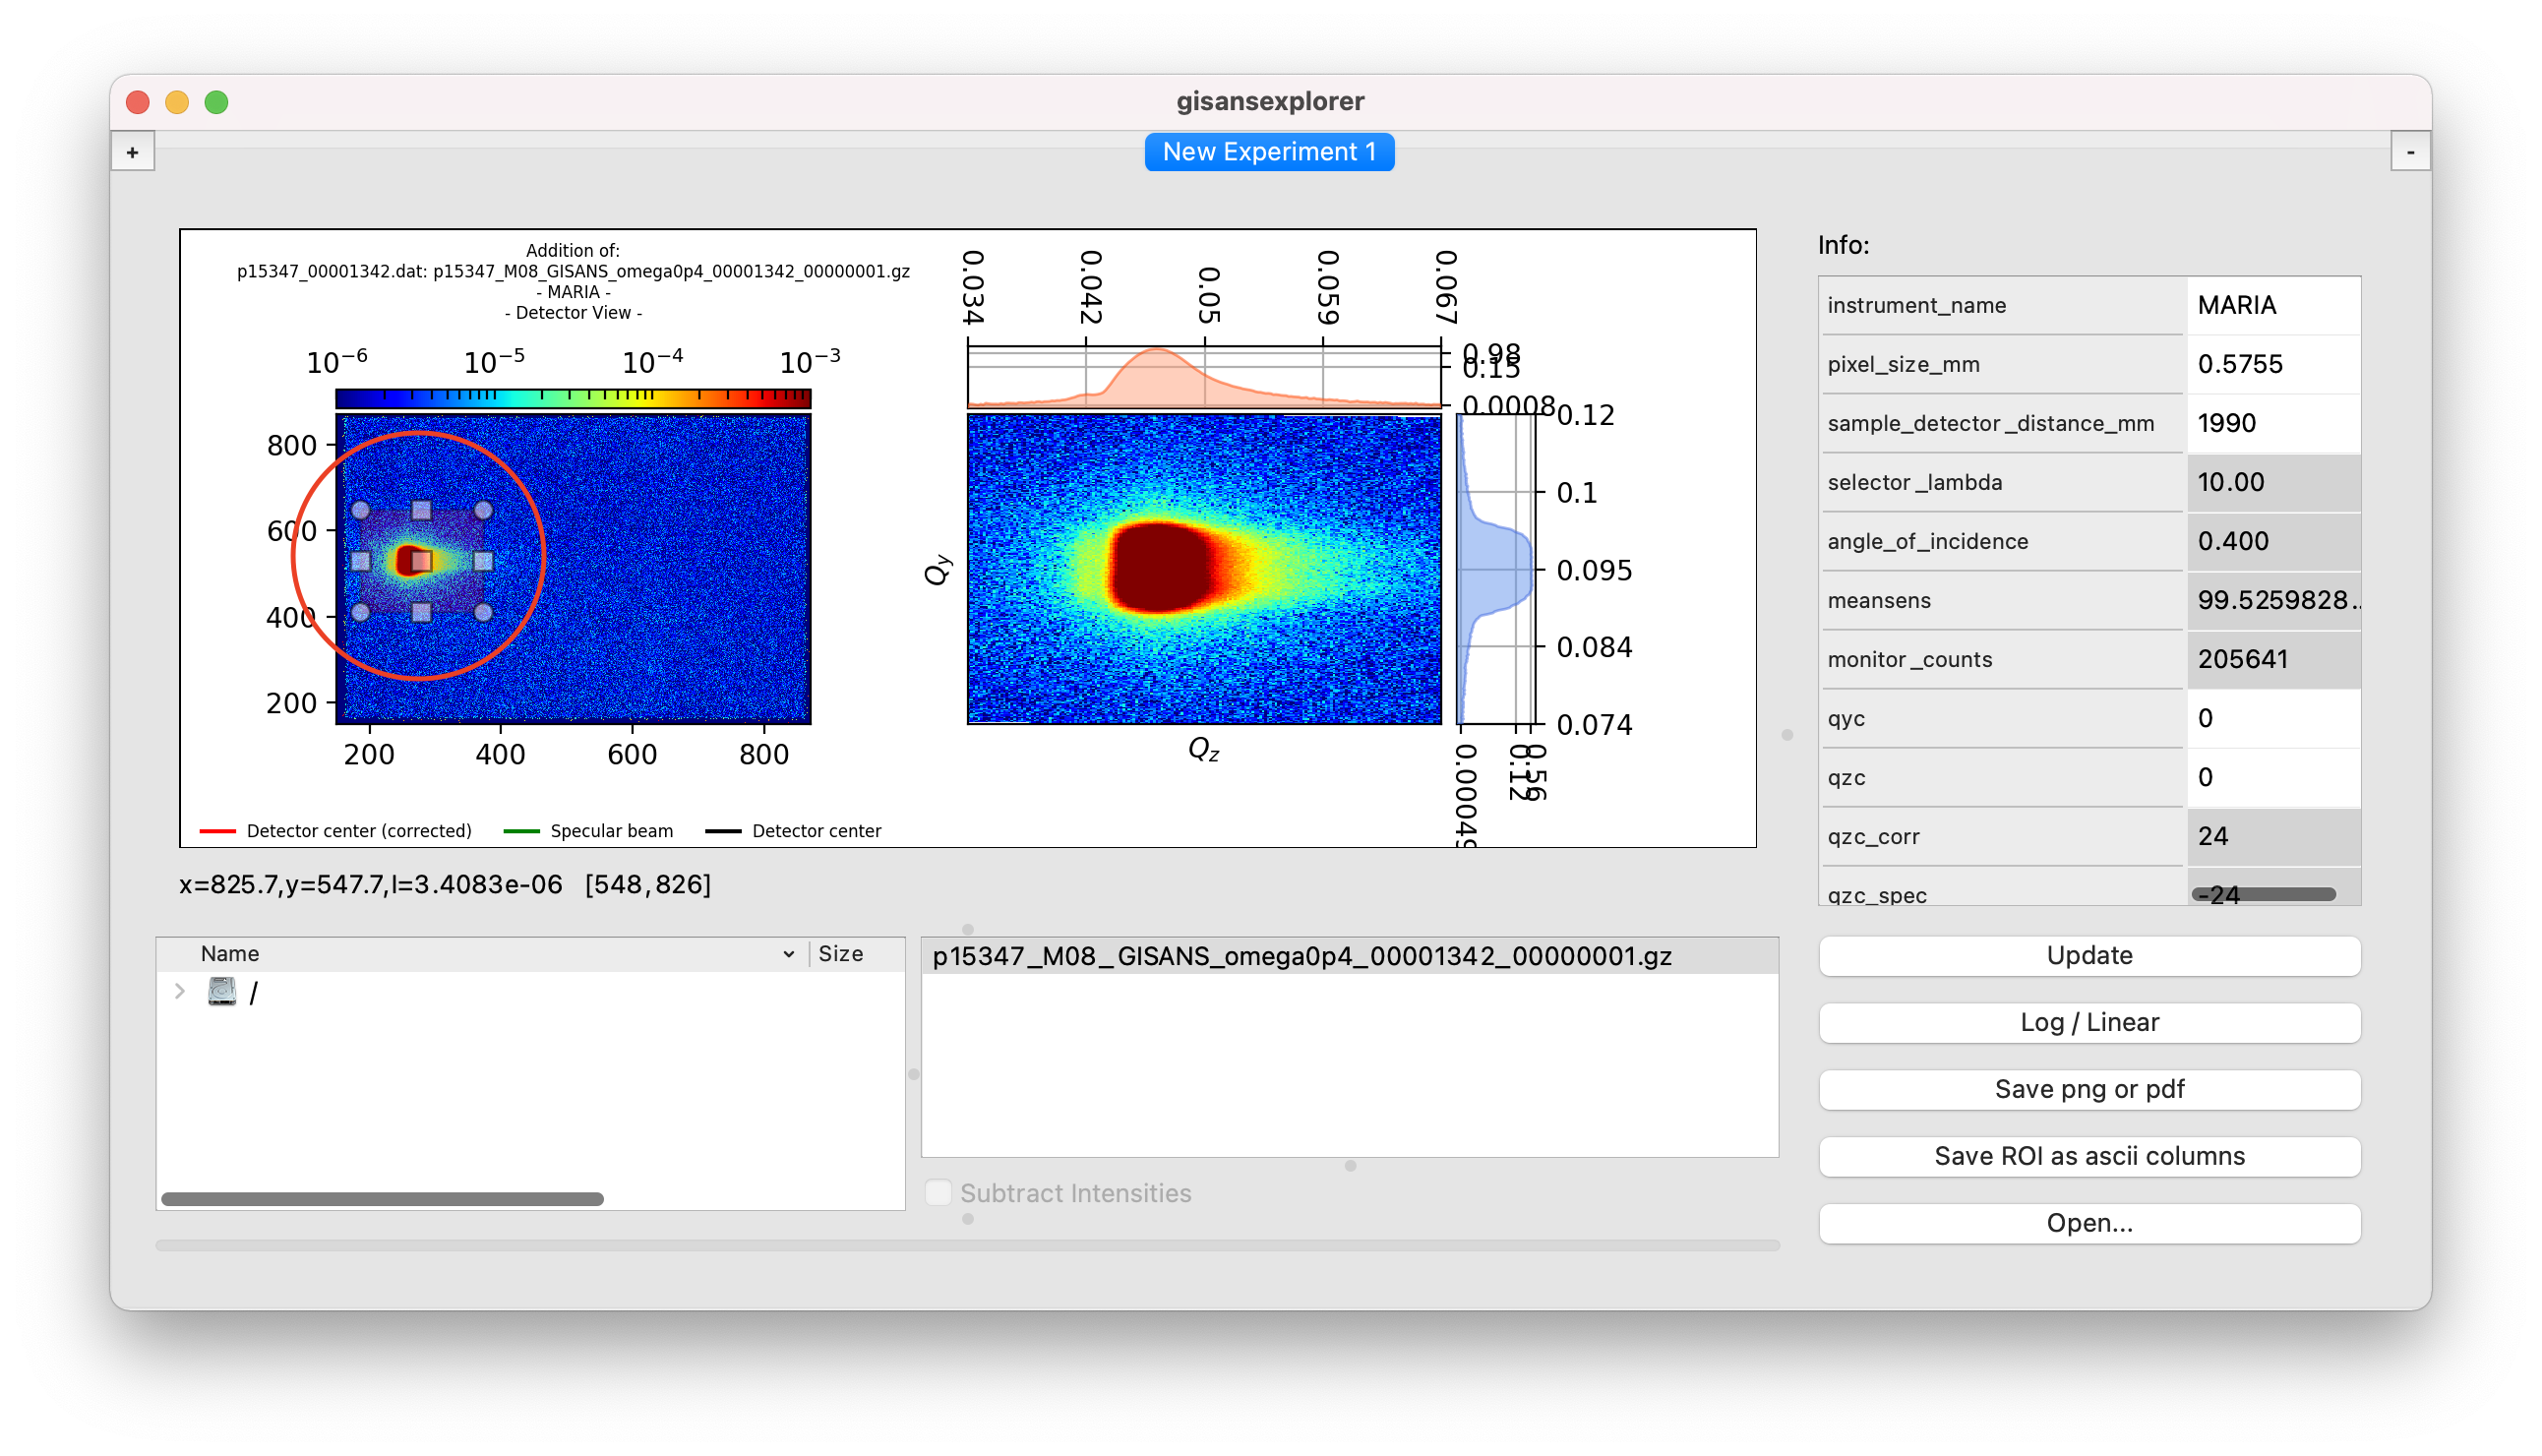 gisansexplorer
+
New Experiment 1
-
Addition of:
p15347_00001342.dat: p15347_M08_GISANS_omega0p4_00001342_00000001.gz
- MARIA -
- Detector View -
10⁻⁶ 10⁻⁵ 10⁻⁴ 10⁻³
800
600
400
200
200 400 600 800
Detector center (corrected) Specular beam Detector center
0.034 0.042 0.05 0.059 0.067
0.98
0.15
0.0008
Qy
Qz
0.12
0.1
0.095
0.084
0.074
0.00049 0.12 0.56
x=825.7,y=547.7,I=3.4083e-06 [548,826]
Info:
instrument_name MARIA
pixel_size_mm 0.5755
sample_detector_distance_mm 1990
selector_lambda 10.00
angle_of_incidence 0.400
meansens 99.5259828...
monitor_counts 205641
qyc 0
qzc 0
qzc_corr 24
qzc_spec -24
Name Size
/
p15347_M08_GISANS_omega0p4_00001342_00000001.gz
Subtract Intensities
Update
Log / Linear
Save png or pdf
Save ROI as ascii columns
Open...